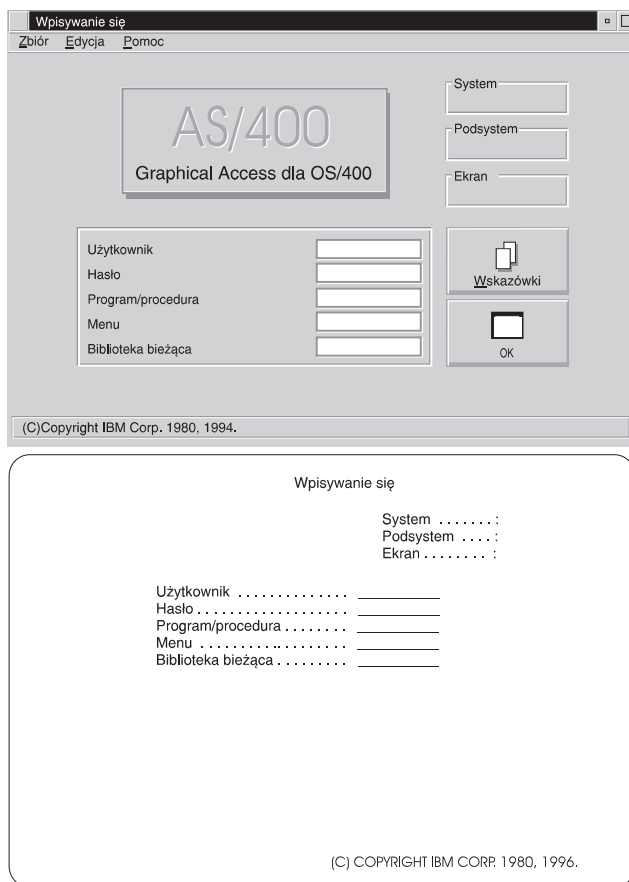 Wpisywanie się
Zbiór Edycja Pomoc
AS/400
Graphical Access dla OS/400
System
Podsystem
Ekran
Użytkownik
Hasło
Program/procedura
Menu
Biblioteka bieżąca
Wskazówki
OK
(C)Copyright IBM Corp. 1980, 1994.
Wpisywanie się
System . . . . . . . :
Podsystem . . . . :
Ekran . . . . . . . . :
Użytkownik . . . . . . . . . . . . . .
Hasło . . . . . . . . . . . . . . . . . . .
Program/procedura . . . . . . . .
Menu . . . . . . . . . . . . . . . . . . .
Biblioteka bieżąca . . . . . . . . .
(C) COPYRIGHT IBM CORP. 1980, 1996.